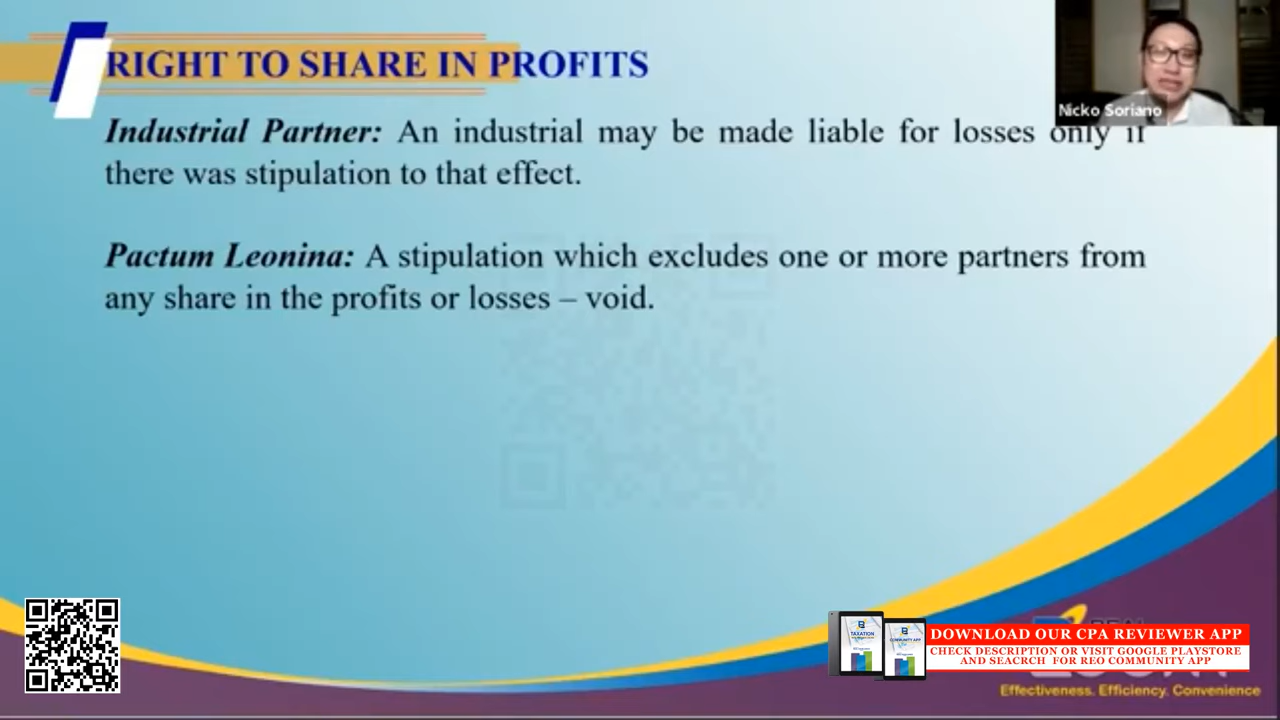 RIGHT TO SHARE IN PROFITS
Nicko Soriano
Industrial Partner: An industrial may be made liable for losses only if
there was stipulation to that effect.
Pactum Leonina: A stipulation which excludes one or more partners from
any share in the profits or losses – void.
TAXATION
COMMUNITY APP
DOWNLOAD OUR CPA REVIEWER APP
CHECK DESCRIPTION OR VISIT GOOGLE PLAYSTORE
AND SEACRCH FOR REO COMMUNITY APP
Effectiveness. Efficiency. Convenience